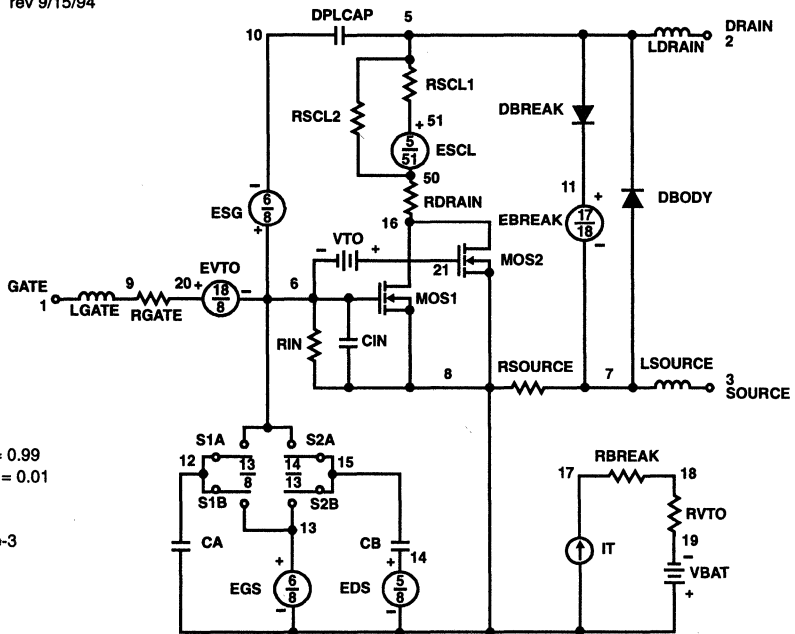 rev 9/15/94
DPLCAP
5
10
DRAIN
2
LDRAIN
RSCL1
RSCL2
DBREAK
+ 51
5
51
ESCL
50
RDRAIN
11
+
DBODY
ESG
6
8
-
+
16
EBREAK
17
18
-
VTO
- +
21
MOS2
GATE
1
9
20
EVTO
+ 18
8 -
6
LGATE
RGATE
MOS1
RIN
CIN
8
RSOURCE
7
LSOURCE
3
SOURCE
= 0.99
= 0.01
e-3
S1A
S2A
12
13
8
14
13
15
S1B
S2B
13
CA
CB
14
+
EGS
6
8
-
+
EDS
5
8
-
RBREAK
17
18
RVTO
19
IT
-
VBAT
+